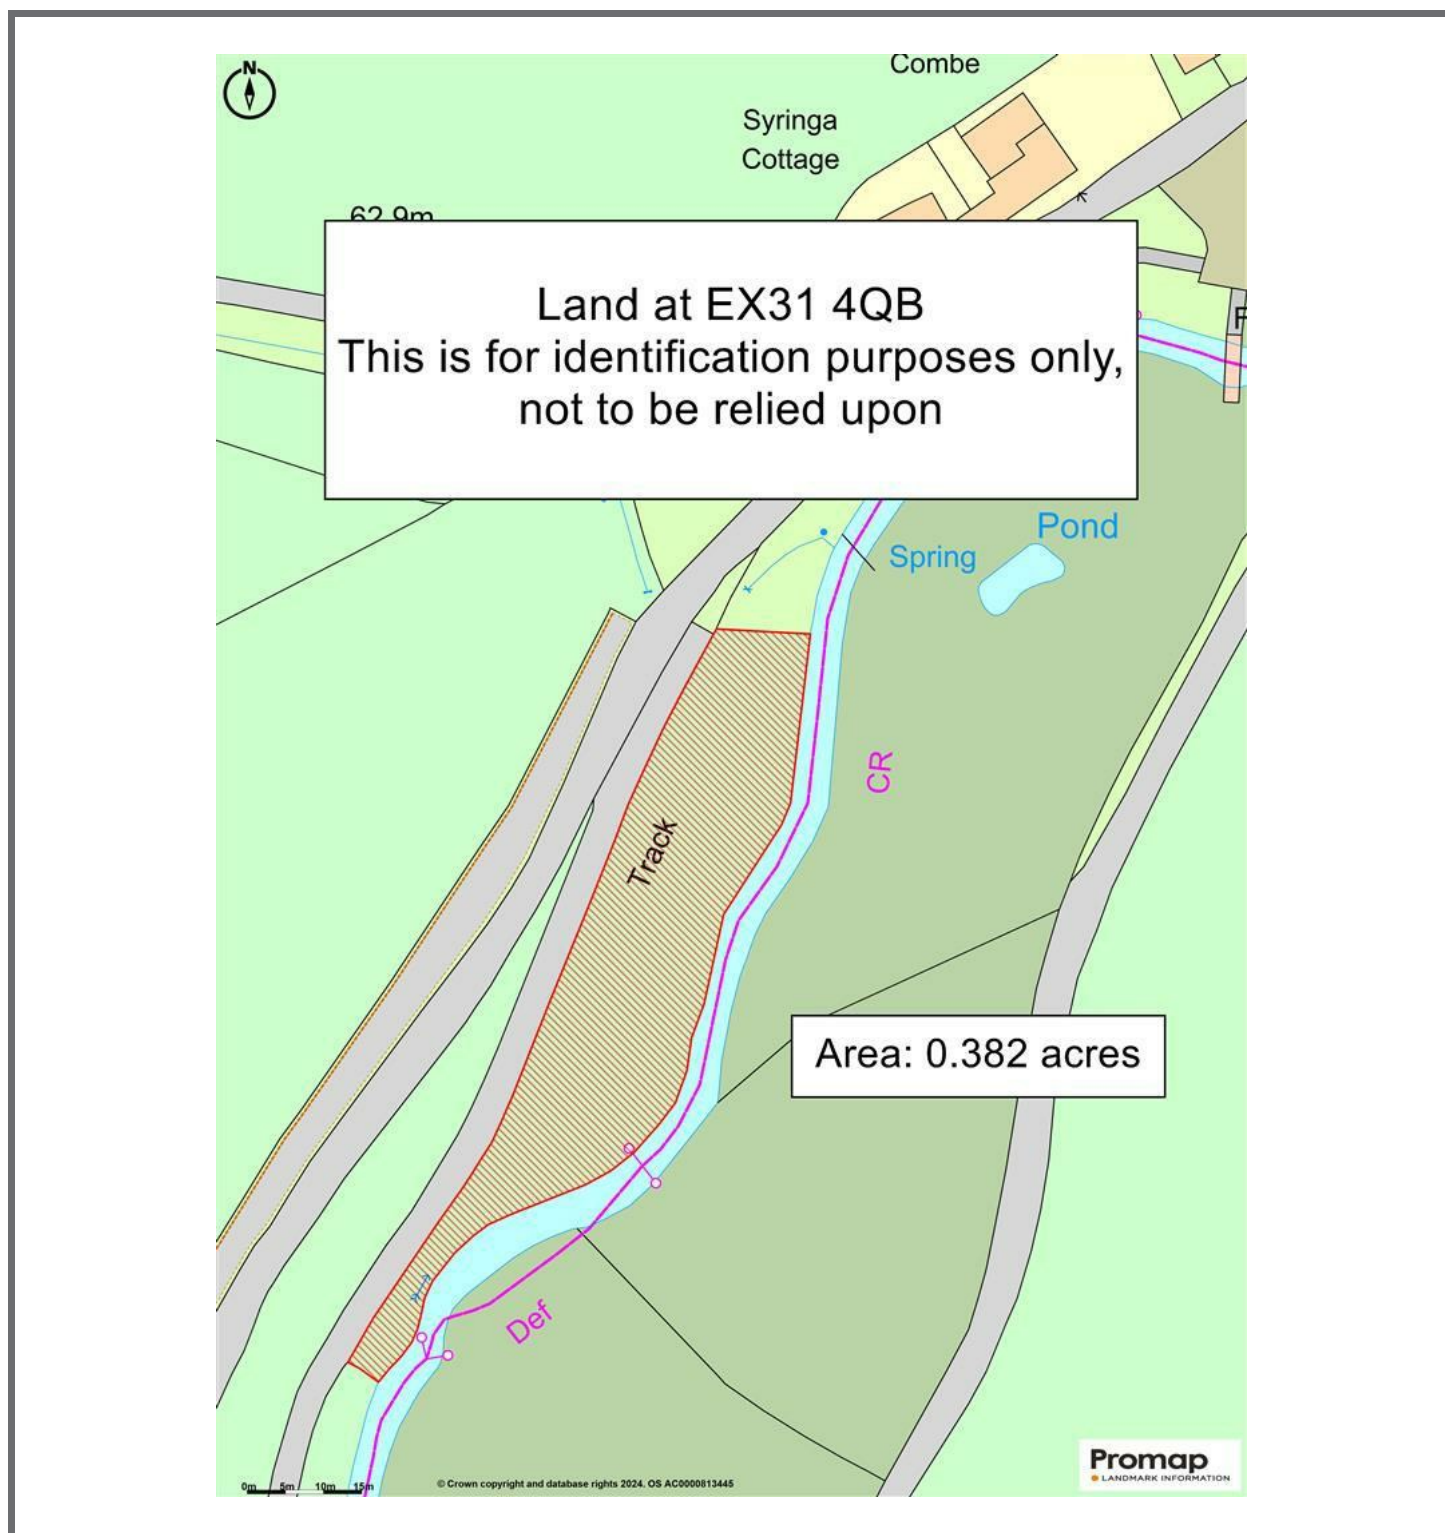 N
Combe
Syringa
Cottage
62.9m
Land at EX31 4QB
This is for identification purposes only,
not to be relied upon
Pond
Spring
CR
Track
Area: 0.382 acres
Def
Promap
LANDMARK INFORMATION
0m 5m 10m 15m
© Crown copyright and database rights 2024. OS AC0000813445